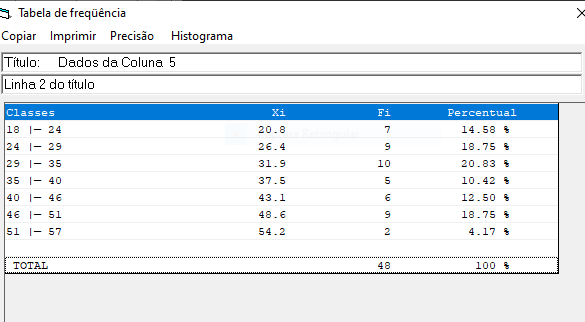 Tabela de freqüência
Copiar Imprimir Precisão Histograma
Título: Dados da Coluna 5
Linha 2 do título
Classes Xi Fi Percentual
18 |— 24 20.8 7 14.58 %
24 |— 29 26.4 9 18.75 %
29 |— 35 31.9 10 20.83 %
35 |— 40 37.5 5 10.42 %
40 |— 46 43.1 6 12.50 %
46 |— 51 48.6 9 18.75 %
51 |— 57 54.2 2 4.17 %
TOTAL 48 100 %